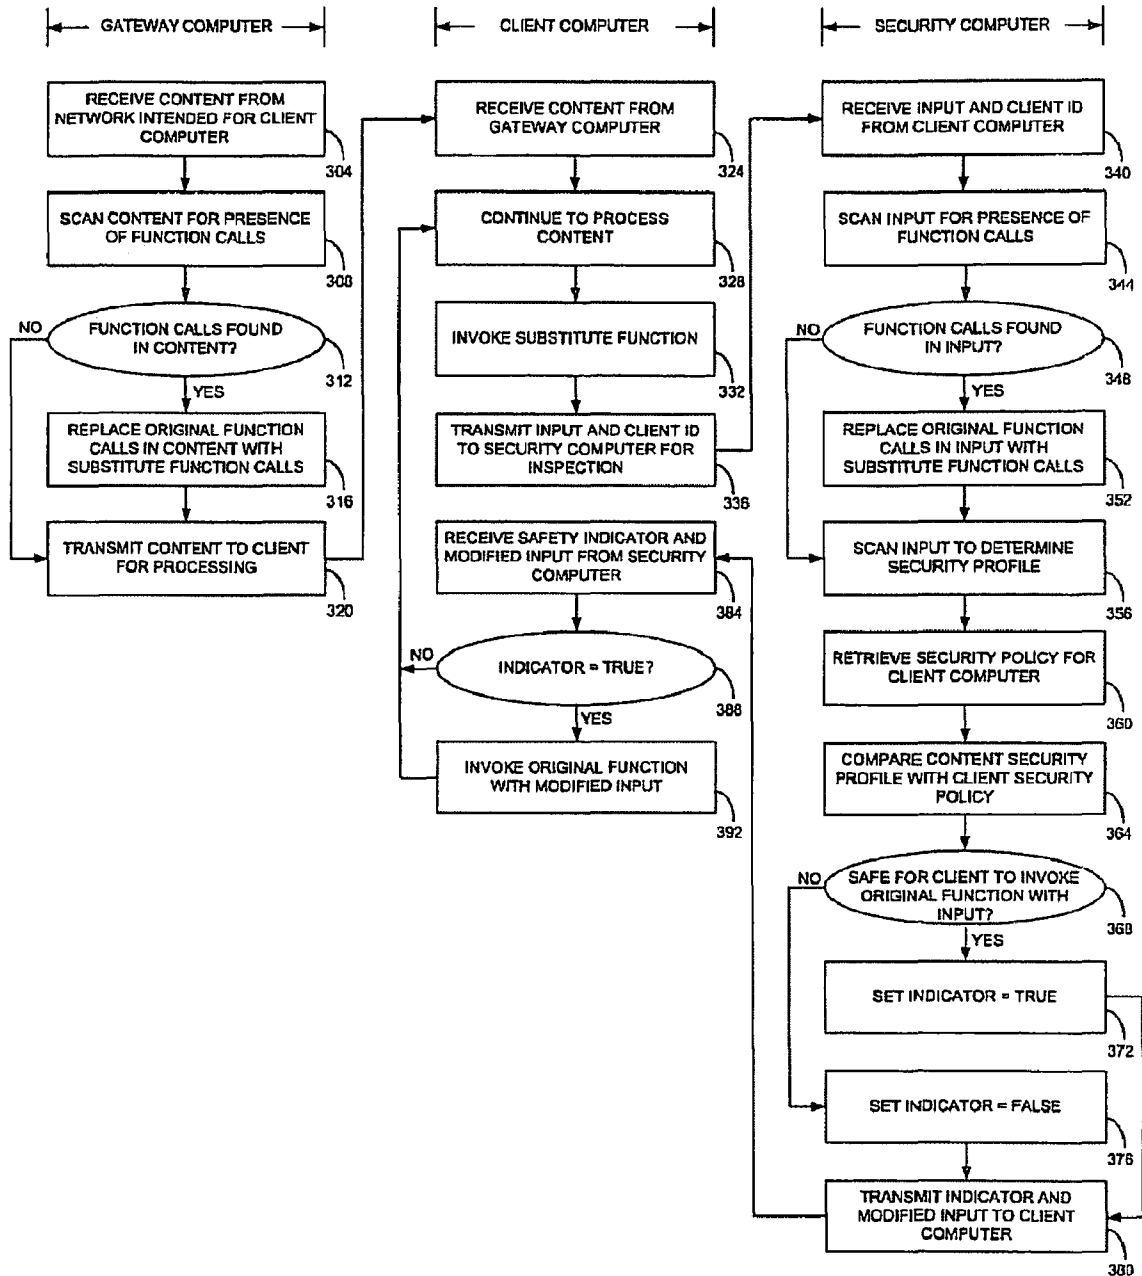 GATEWAY COMPUTER
RECEIVE CONTENT FROM
NETWORK INTENDED FOR CLIENT
COMPUTER
304
SCAN CONTENT FOR PRESENCE
OF FUNCTION CALLS
308
FUNCTION CALLS FOUND
IN CONTENT?
312
NO
YES
REPLACE ORIGINAL FUNCTION
CALLS IN CONTENT WITH
SUBSTITUTE FUNCTION CALLS
316
TRANSMIT CONTENT TO CLIENT
FOR PROCESSING
320
CLIENT COMPUTER
RECEIVE CONTENT FROM
GATEWAY COMPUTER
324
CONTINUE TO PROCESS
CONTENT
328
INVOKE SUBSTITUTE FUNCTION
332
TRANSMIT INPUT AND CLIENT ID
TO SECURITY COMPUTER FOR
INSPECTION
336
RECEIVE SAFETY INDICATOR AND
MODIFIED INPUT FROM SECURITY
COMPUTER
384
NO
INDICATOR = TRUE?
388
YES
INVOKE ORIGINAL FUNCTION
WITH MODIFIED INPUT
392
SECURITY COMPUTER
RECEIVE INPUT AND CLIENT ID
FROM CLIENT COMPUTER
340
SCAN INPUT FOR PRESENCE OF
FUNCTION CALLS
344
NO
FUNCTION CALLS FOUND
IN INPUT?
348
YES
REPLACE ORIGINAL FUNCTION
CALLS IN INPUT WITH
SUBSTITUTE FUNCTION CALLS
352
SCAN INPUT TO DETERMINE
SECURITY PROFILE
356
RETRIEVE SECURITY POLICY FOR
CLIENT COMPUTER
360
COMPARE CONTENT SECURITY
PROFILE WITH CLIENT SECURITY
POLICY
364
NO
SAFE FOR CLIENT TO INVOKE
ORIGINAL FUNCTION WITH
INPUT?
368
YES
SET INDICATOR = TRUE
372
SET INDICATOR = FALSE
376
TRANSMIT INDICATOR AND
MODIFIED INPUT TO CLIENT
COMPUTER
380